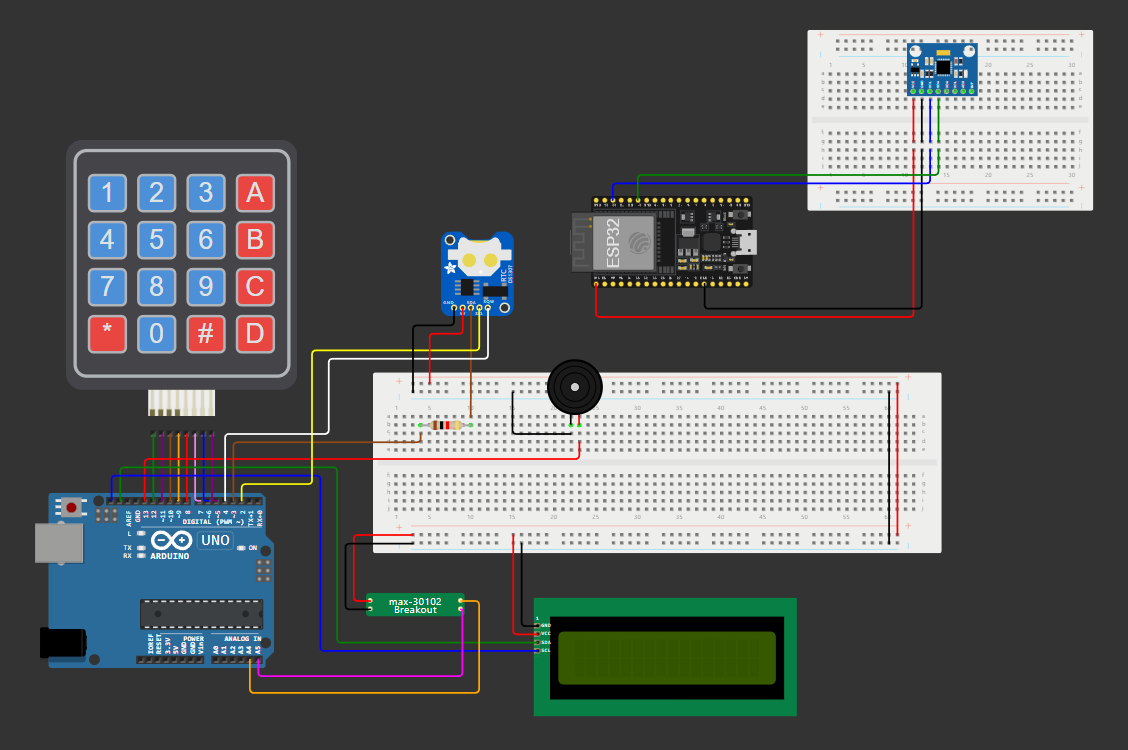 1 2 3 A
4 5 6 B
7 8 9 C
* 0 # D
GND SDA SQW
RTC
DS1307
ESP32
1 5 10 15 20 25 30
1 5 10 15 20 25 30 35 40 45 50 55 60
AREF
GND
13
12
~11
~10
~9
8
7
~6
~5
4
~3
2
TX→1
RX←0
DIGITAL (PWM ~)
L
TX
RX
UNO
ON
ARDUINO
IOREF
RESET
3.3V
5V
GND
GND
Vin
POWER
ANALOG IN
A0
A1
A2
A3
A4
A5
max-30102
Breakout
1
GND
VCC
SDA
SCL